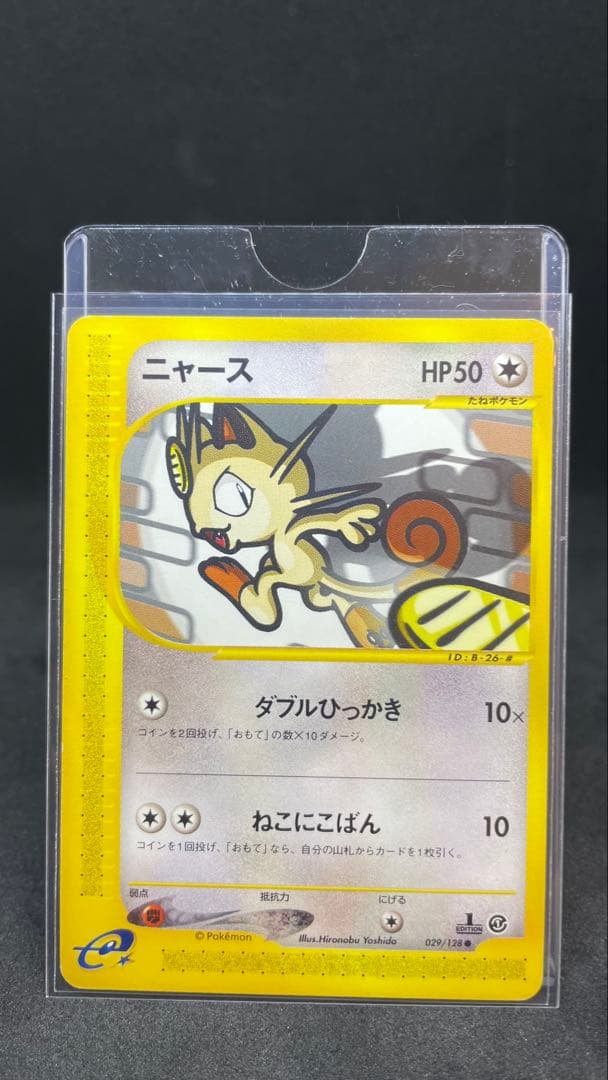 ニャース HP50
たねポケモン
ID:B-26-#
ダブルひっかき 10×
コインを2回投げ、「おもて」の数×10ダメージ。
ねこにこばん 10
コインを1回投げ、「おもて」なら、自分の山札からカードを1枚引く。
弱点 抵抗力 にげる
© Pokémon Illus.Hironobu Yoshida 1 EDITION
029/128 ●
e